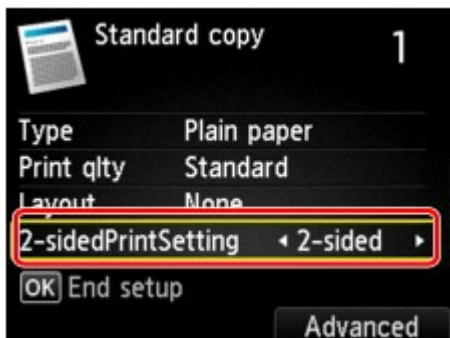 Standard copy 1
Type Plain paper
Print qlty Standard
Layout None
2-sidedPrintSetting 2-sided
OK End setup
Advanced